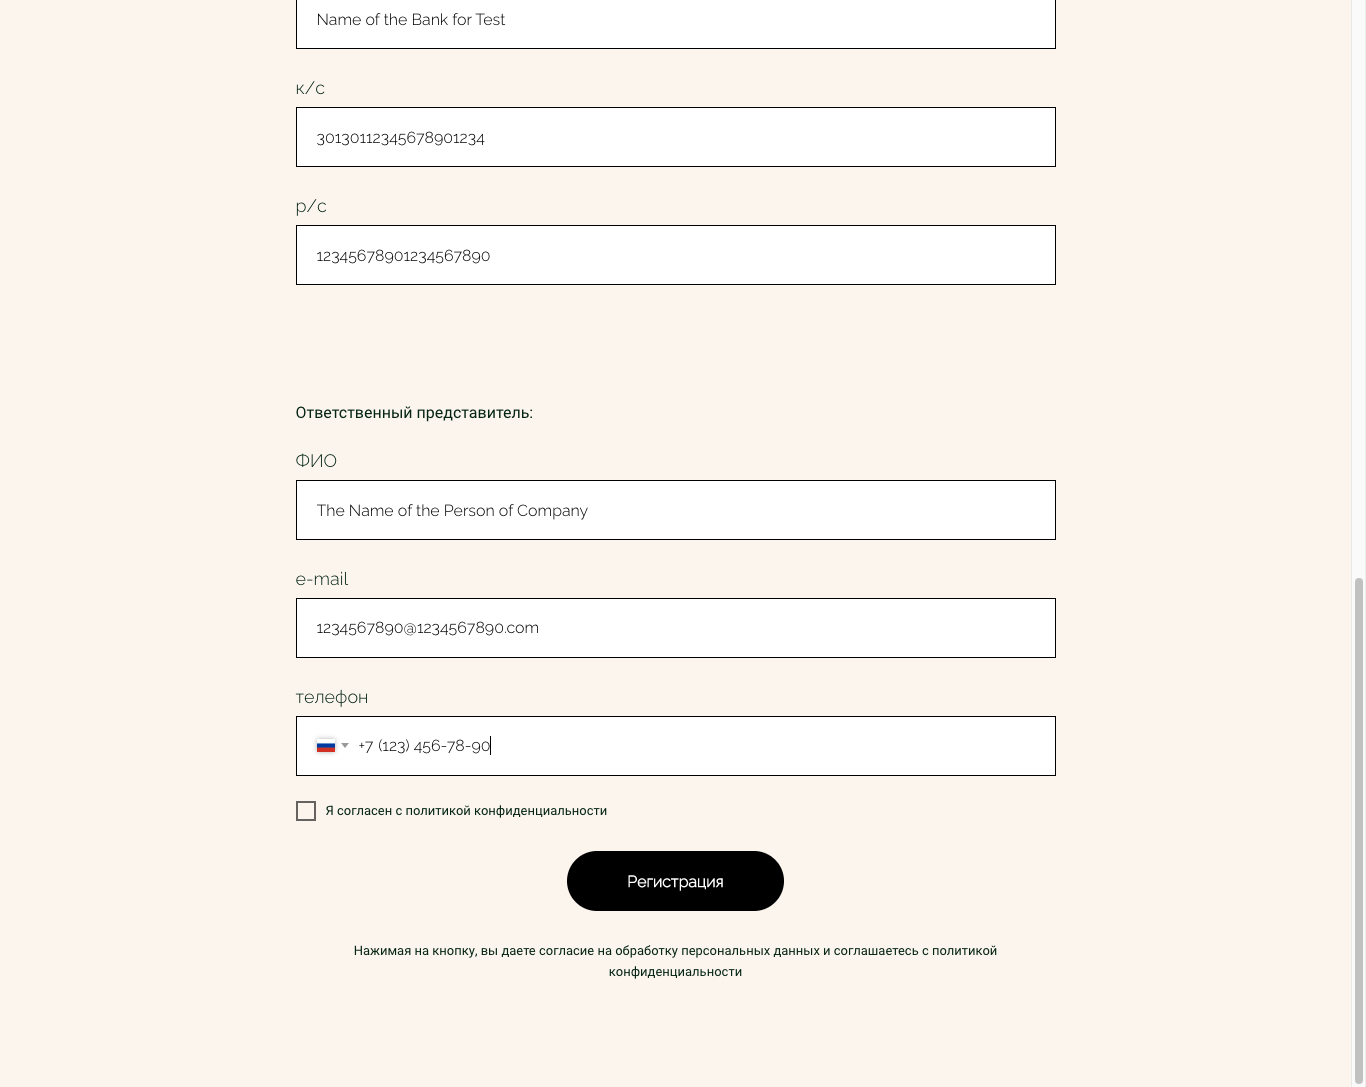 Name of the Bank for Test
к/с
30130112345678901234
р/с
12345678901234567890
Ответственный представитель:
ФИО
The Name of the Person of Company
e-mail
1234567890@1234567890.com
телефон
+7 (123) 456-78-90
Я согласен с политикой конфиденциальности
Регистрация
Нажимая на кнопку, вы даете согласие на обработку персональных данных и соглашаетесь с политикой
конфиденциальности